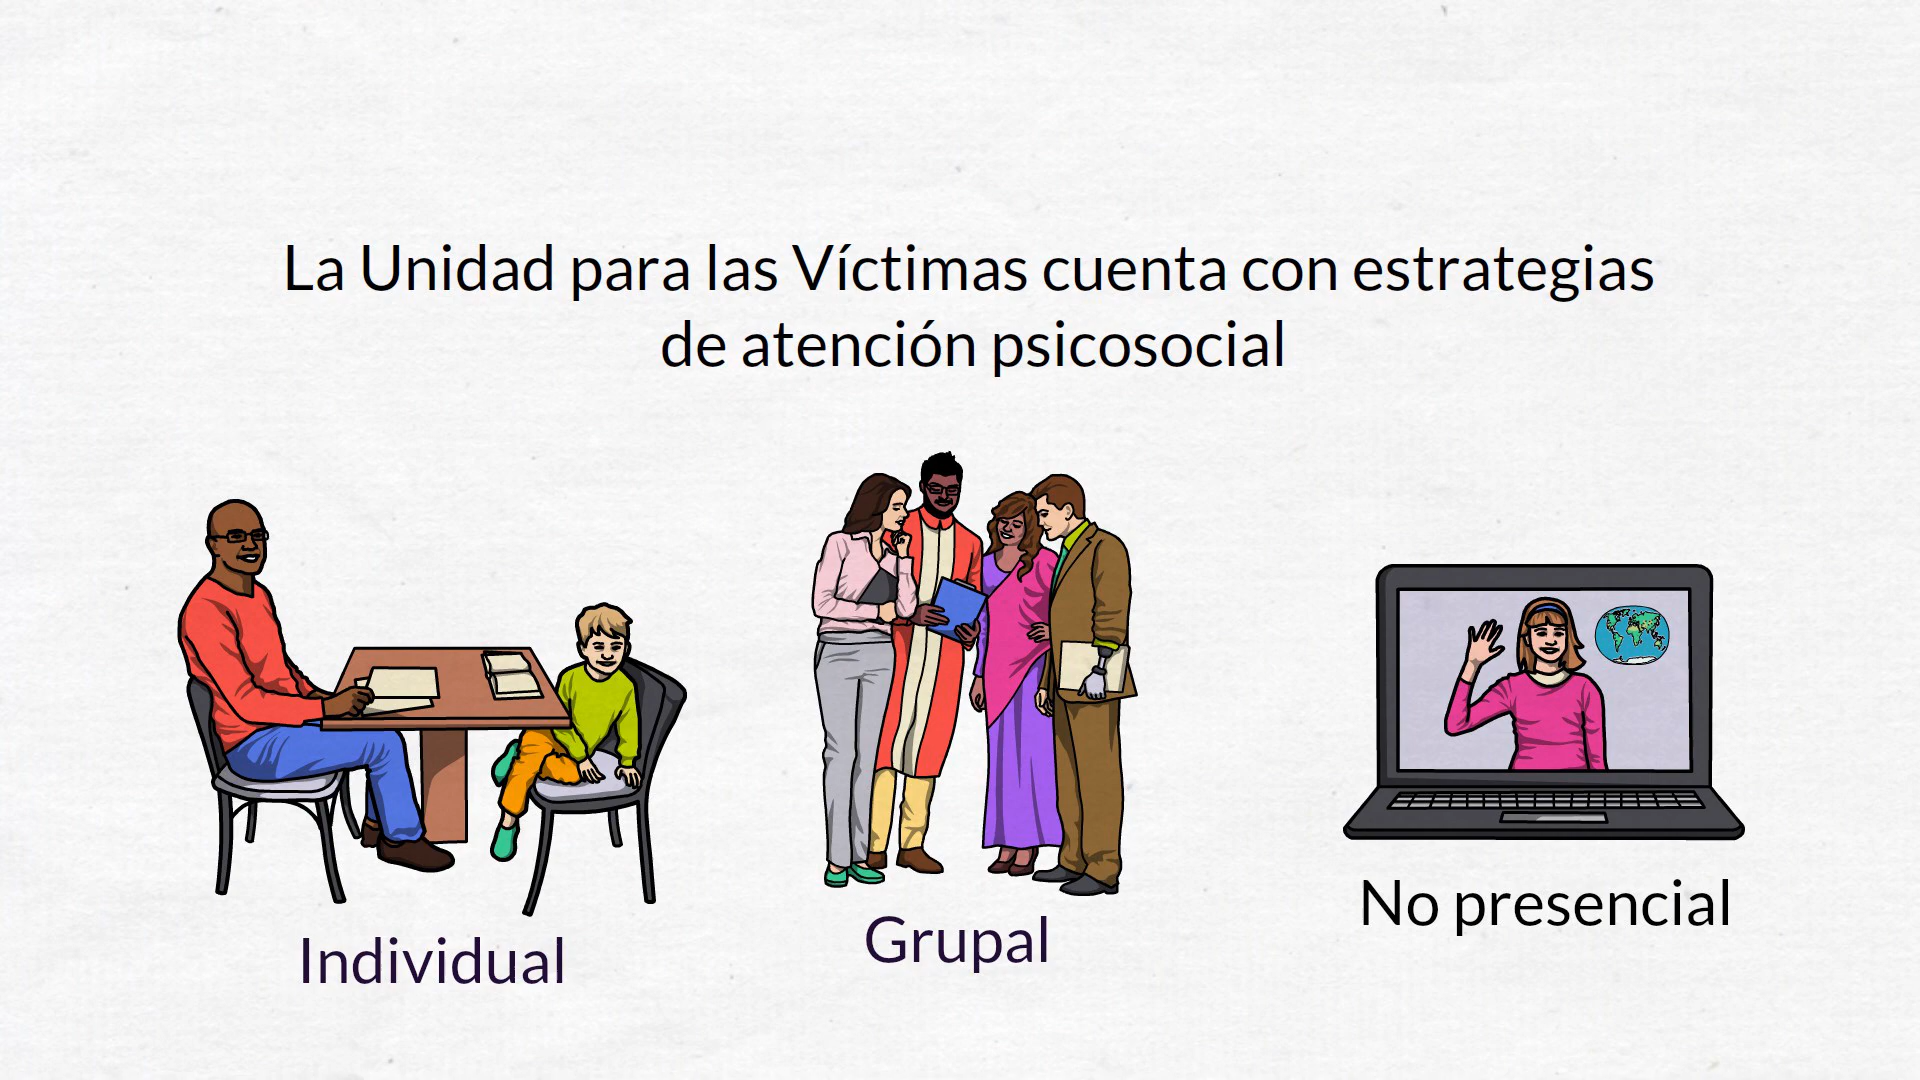 La Unidad para las Víctimas cuenta con estrategias
de atención psicosocial
Individual
Grupal
No presencial